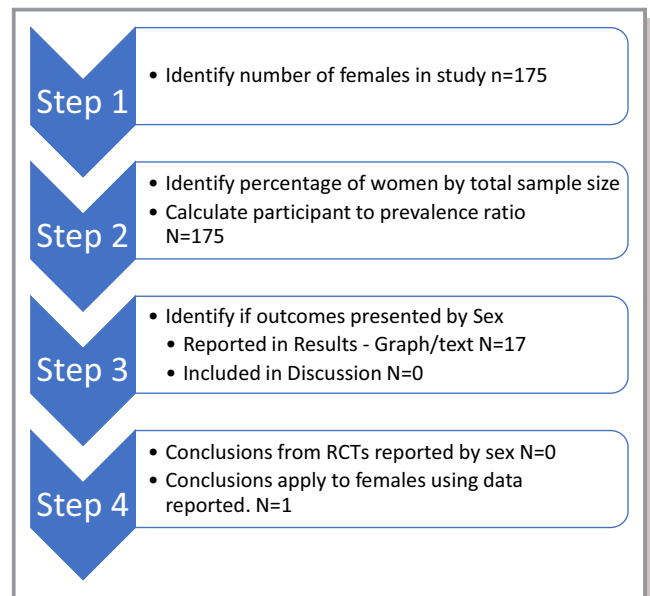 Step 1
• Identify number of females in study n=175
Step 2
• Identify percentage of women by total sample size
• Calculate participant to prevalence ratio
N=175
Step 3
• Identify if outcomes presented by Sex
• Reported in Results - Graph/text N=17
• Included in Discussion N=0
Step 4
• Conclusions from RCTs reported by sex N=0
• Conclusions apply to females using data
reported. N=1